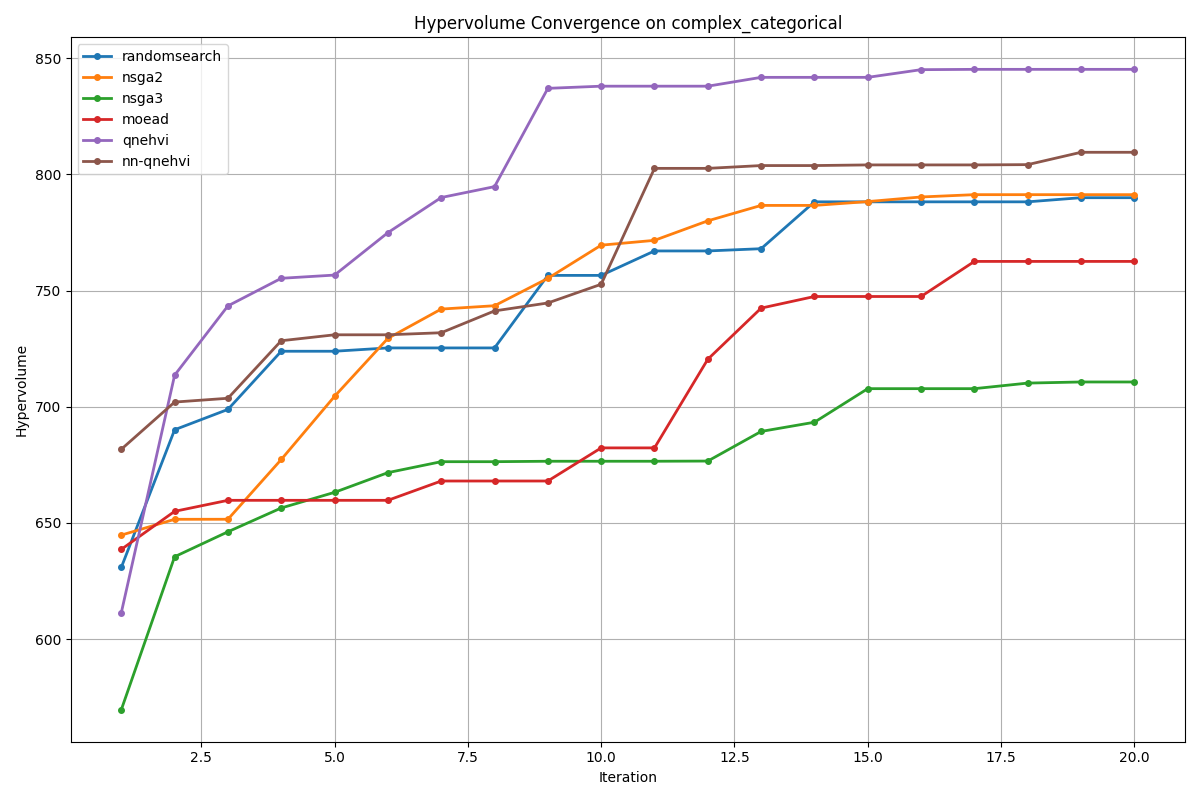 Hypervolume Convergence on complex_categorical
randomsearch
nsga2
nsga3
moead
qnehvi
nn-qnehvi
Hypervolume
850
800
750
700
650
600
2.5 5.0 7.5 10.0 12.5 15.0 17.5 20.0
Iteration